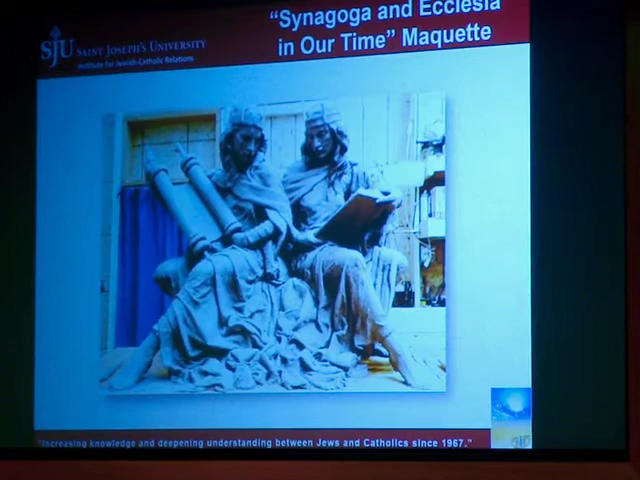 "Synagoga and Ecclesia
in Our Time" Maquette
SJU SAINT JOSEPH'S UNIVERSITY
Institute for Jewish-Catholic Relations
"Increasing knowledge and deepening understanding between Jews and Catholics since 1967."